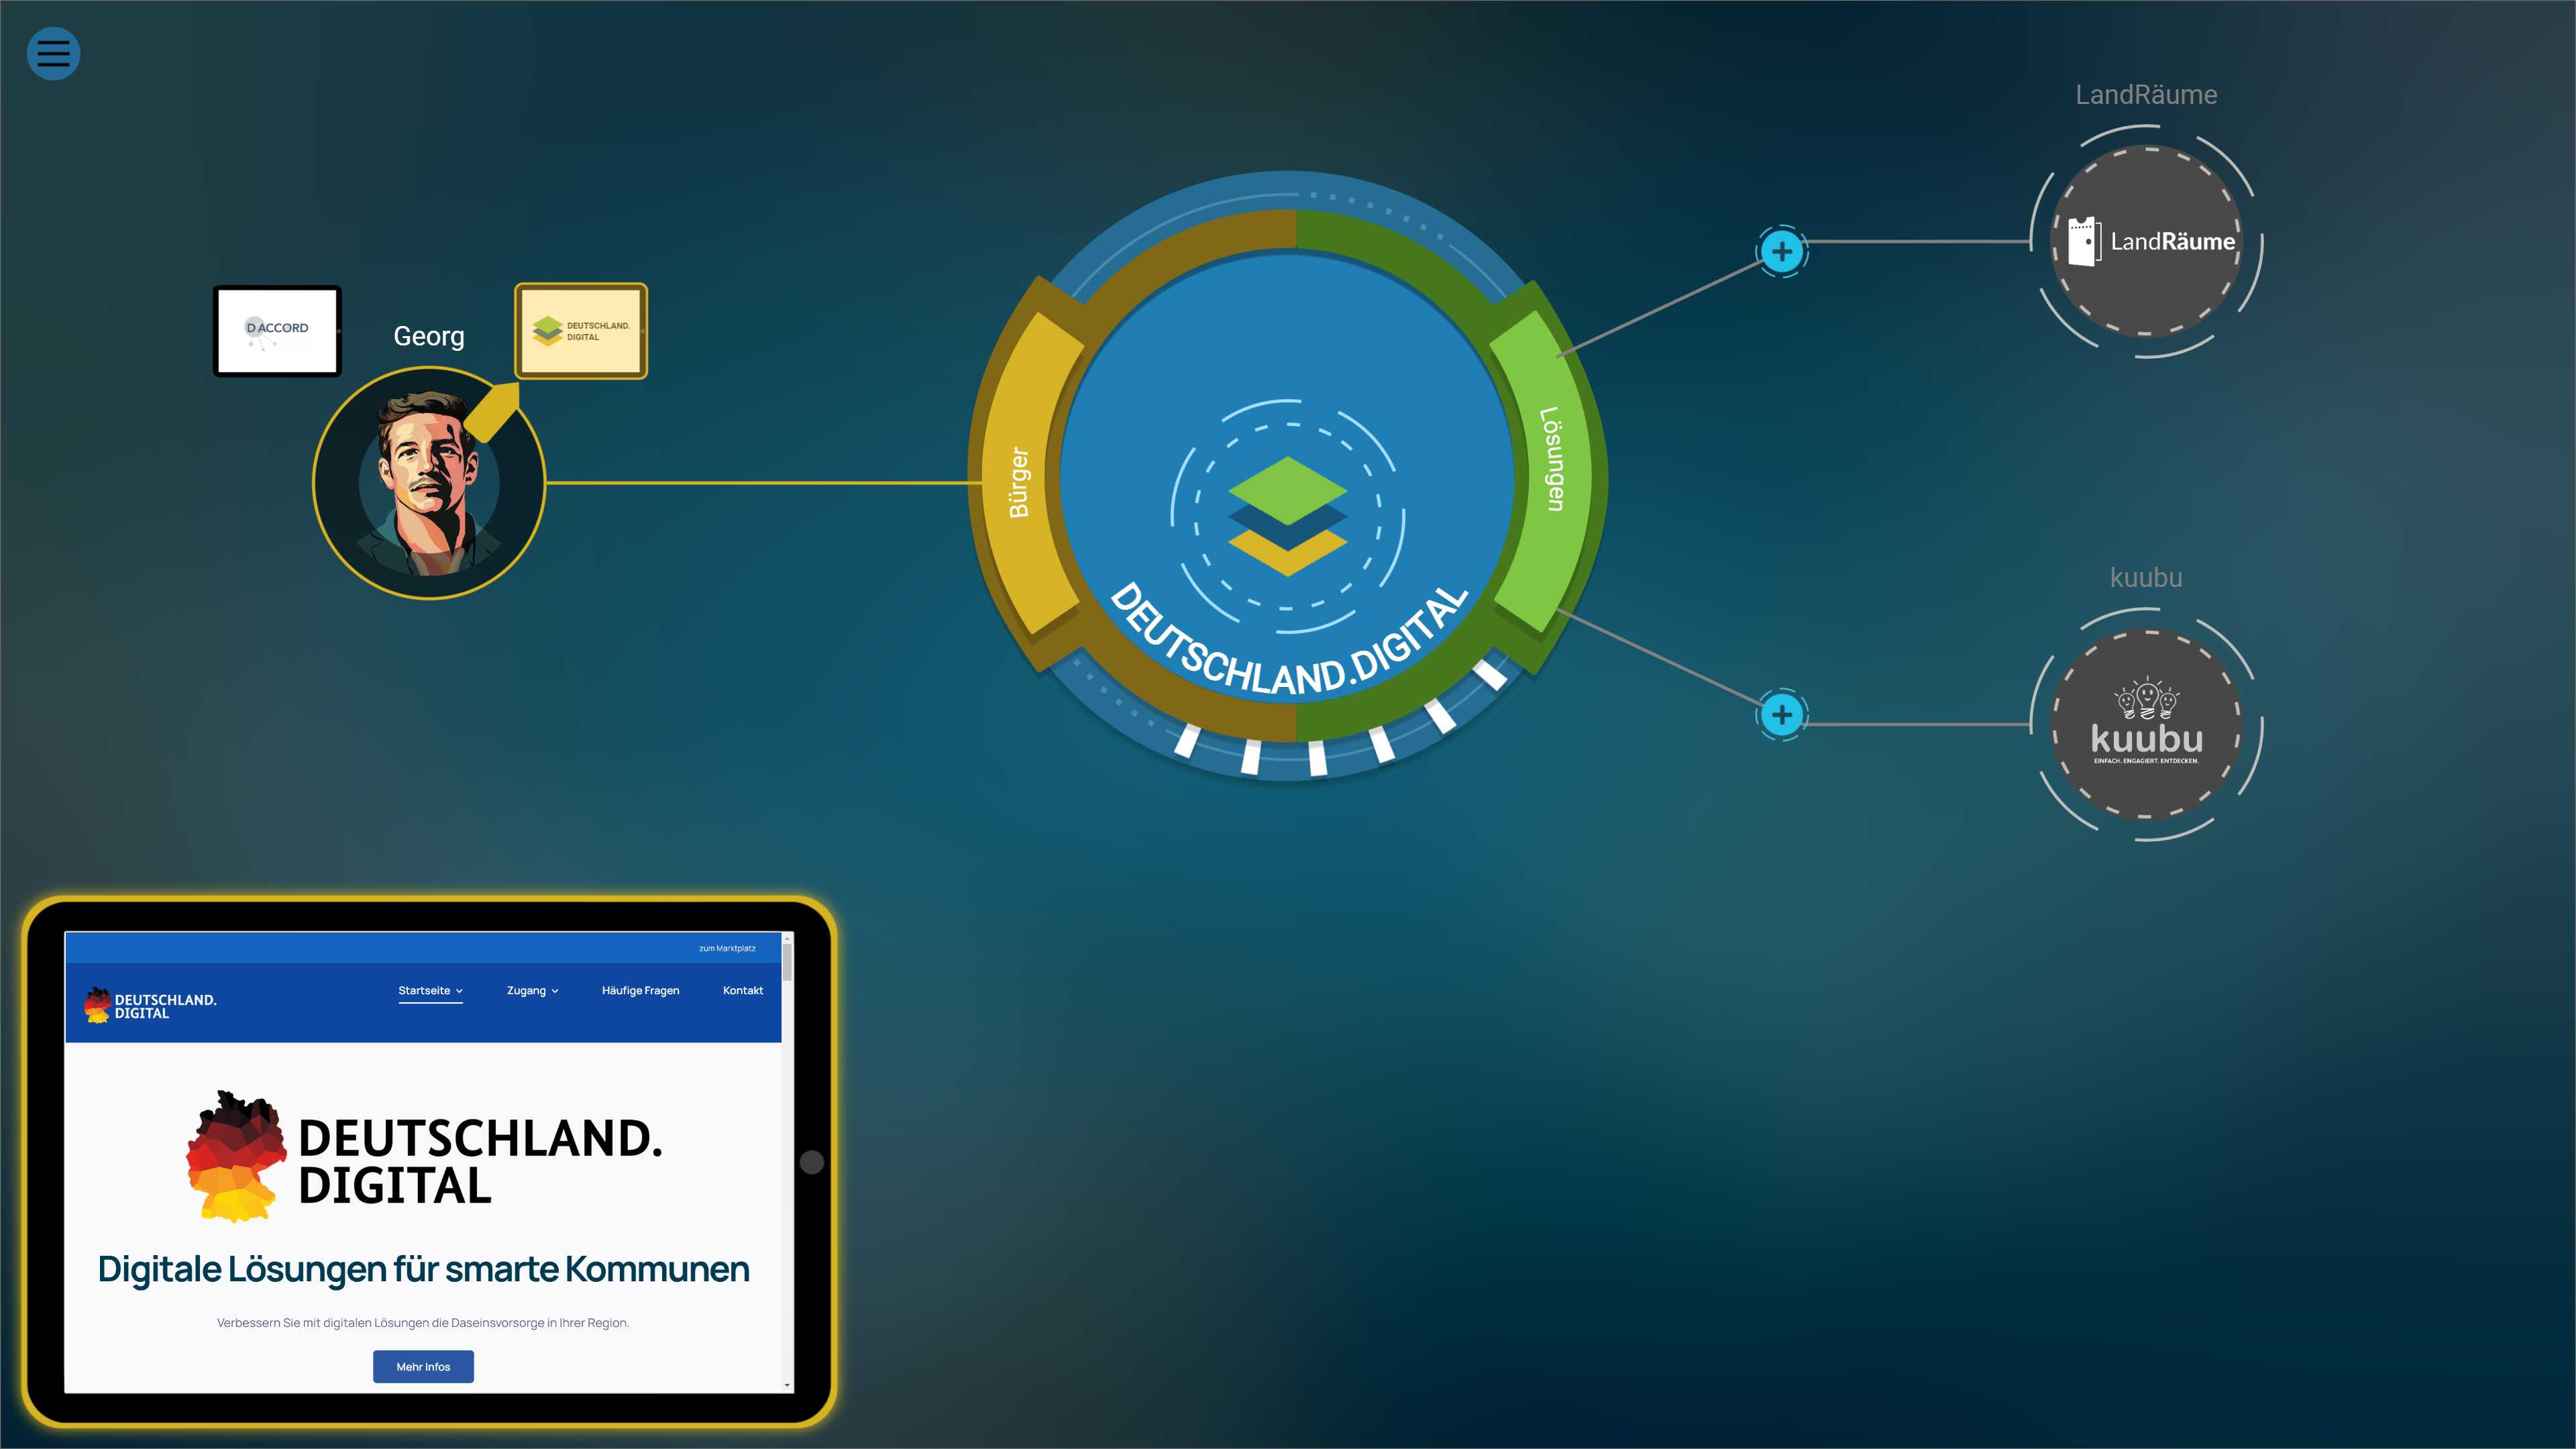 LandRäume
LandRäume
D ACCORD
Georg
DEUTSCHLAND.
DIGITAL
Bürger
Lösungen
DEUTSCHLAND.DIGITAL
kuubu
kuubu
EINFACH. ENGAGIERT. ENTDECKEN.
zum Marktplatz
DEUTSCHLAND.
DIGITAL
Startseite Zugang Häufige Fragen Kontakt
DEUTSCHLAND.
DIGITAL
Digitale Lösungen für smarte Kommunen
Verbessern Sie mit digitalen Lösungen die Daseinsvorsorge in Ihrer Region.
Mehr Infos